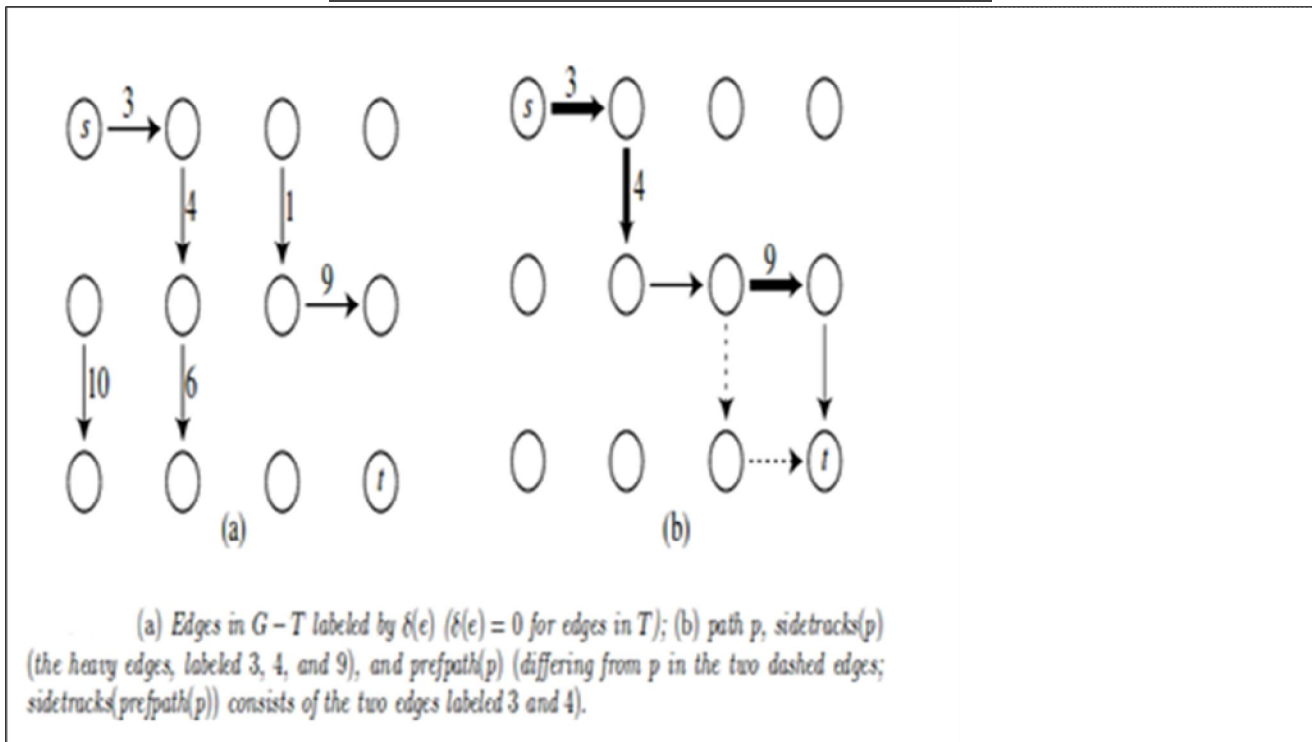 s 3 s 3
4 1 4
9 9
10 6
t t
(a) (b)
(a) Edges in G − T labeled by δ(e) (δ(e) = 0 for edges in T); (b) path p, sidetracks(p)
(the heavy edges, labeled 3, 4, and 9), and prefpath(p) (differing from p in the two dashed edges;
sidetracks(prefpath(p)) consists of the two edges labeled 3 and 4).